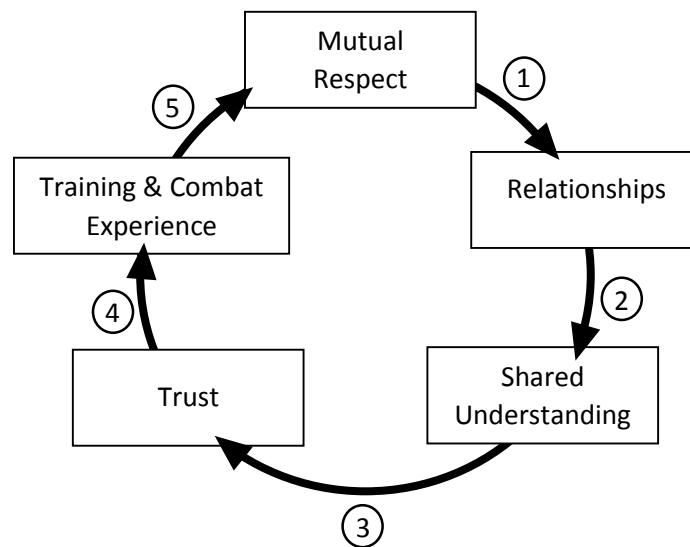 Mutual
Respect
1
Relationships
2
Shared
Understanding
3
Trust
4
Training & Combat
Experience
5